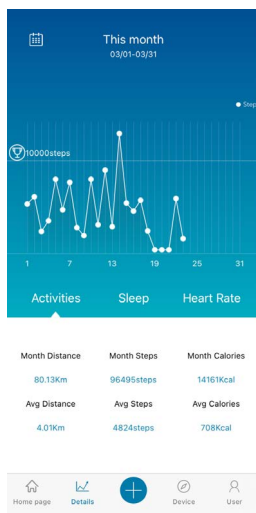 This month
03/01-03/31
Step
10000steps
1 7 13 19 25 31
Activities Sleep Heart Rate
Month Distance Month Steps Month Calories
80.13Km 96495steps 14161Kcal
Avg Distance Avg Steps Avg Calories
4.01Km 4824steps 708Kcal
Home page Details Device User